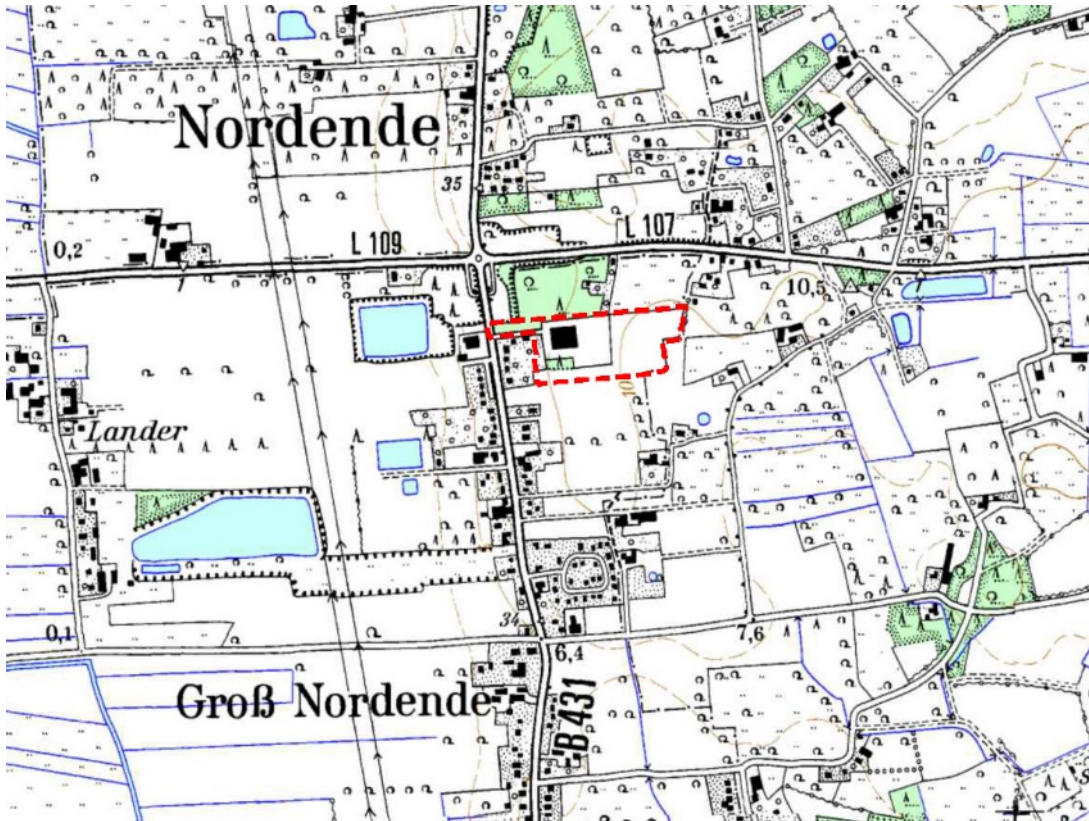 Nordende
35
L 109
L 107
0,2
10,5
10
Lander
34
0,1
6,4
7,6
Groß Nordende
B 431